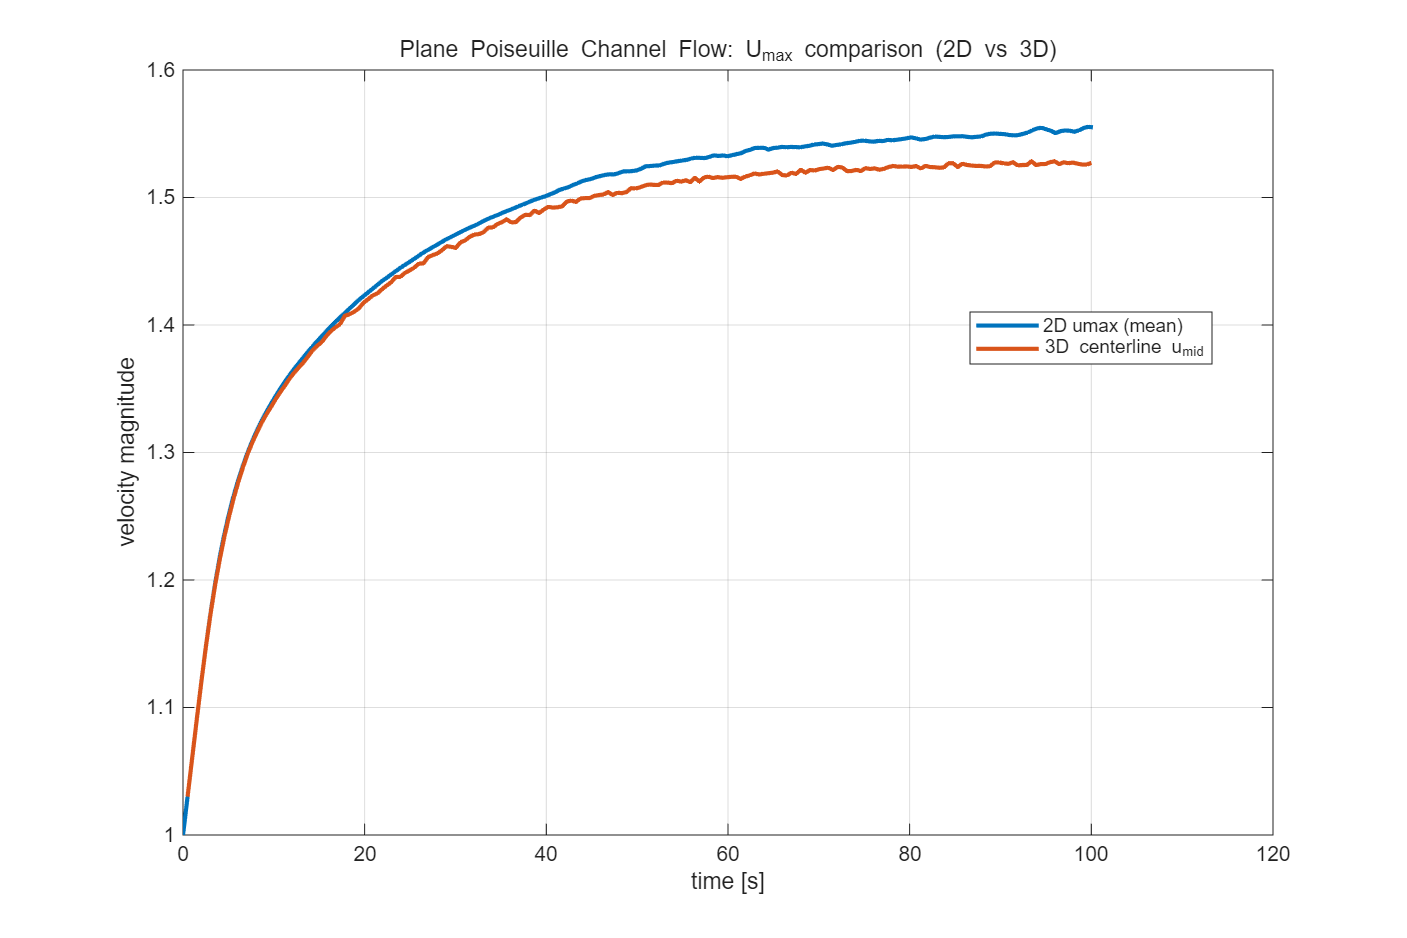 Plane Poiseuille Channel Flow: Umax comparison (2D vs 3D)
1.6
1.5
1.4
1.3
1.2
1.1
1
velocity magnitude
2D umax (mean)
3D centerline umid
0 20 40 60 80 100 120
time [s]